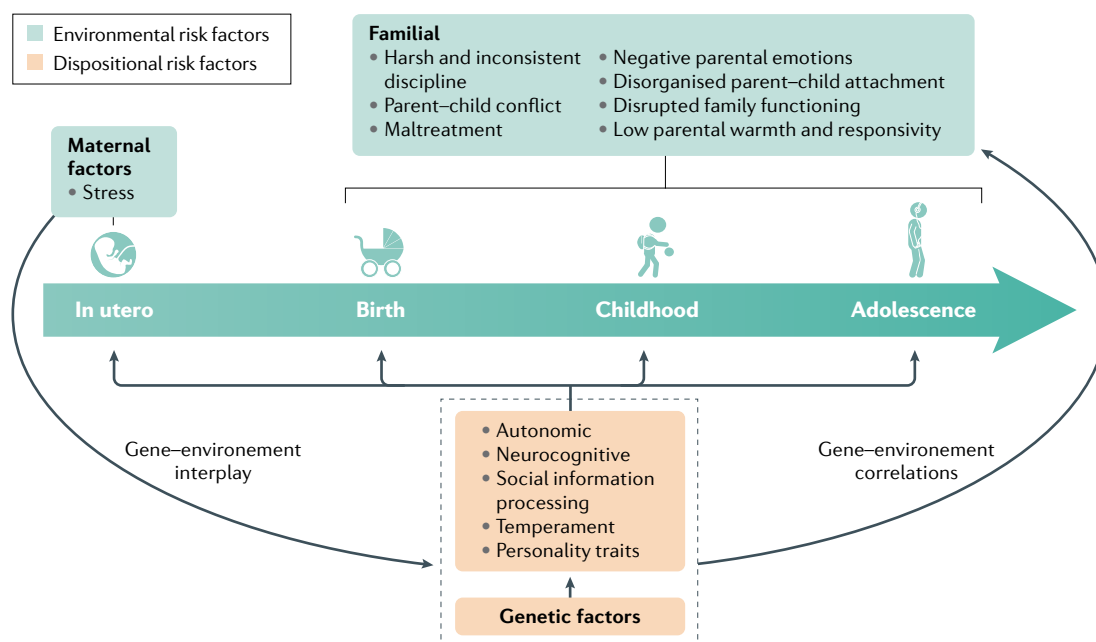 Environmental risk factors
Dispositional risk factors
Familial
• Harsh and inconsistent
discipline
• Parent–child conflict
• Maltreatment
• Negative parental emotions
• Disorganised parent–child attachment
• Disrupted family functioning
• Low parental warmth and responsivity
Maternal
factors
• Stress
In utero
Birth
Childhood
Adolescence
Gene–environement
interplay
• Autonomic
• Neurocognitive
• Social information
processing
• Temperament
• Personality traits
Gene–environement
correlations
Genetic factors